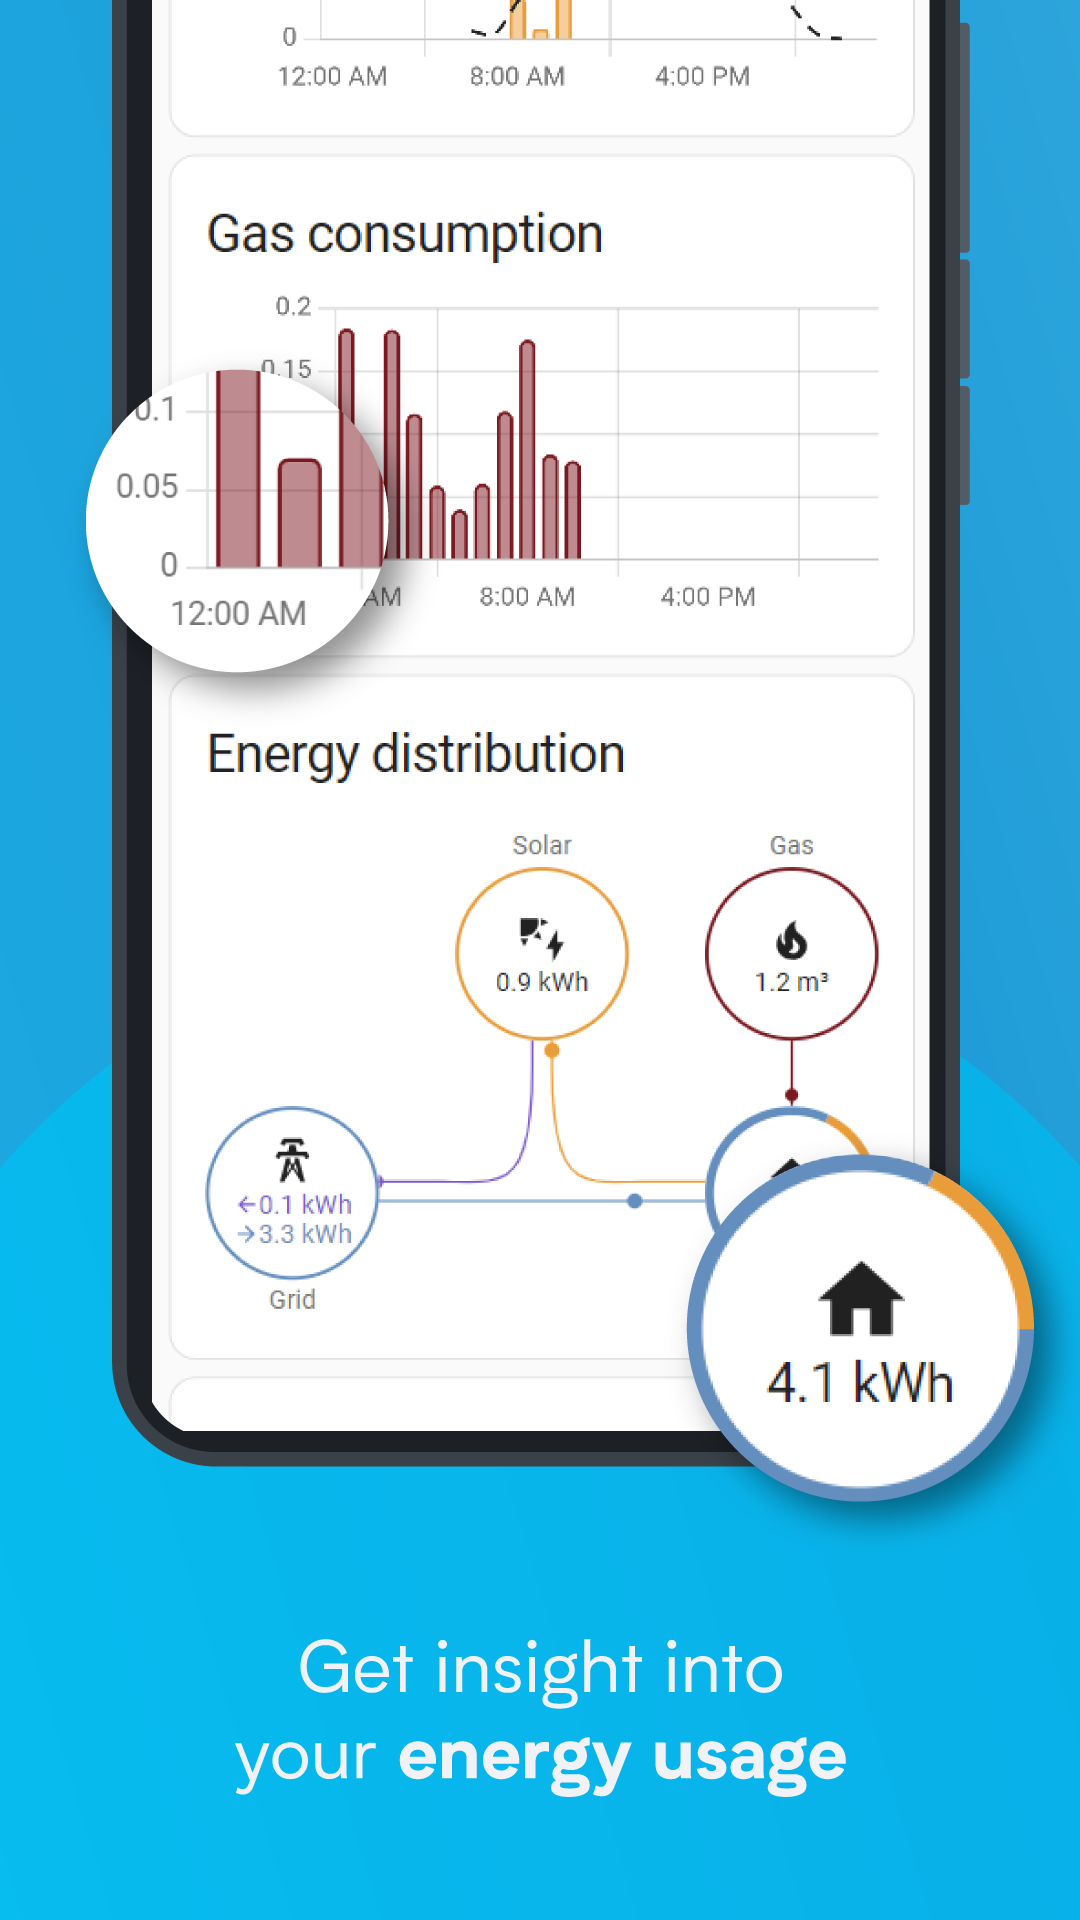 0
12:00 AM 8:00 AM 4:00 PM
Gas consumption
0.2
0.15
0.1
0.05
0
12:00 AM
AM 8:00 AM 4:00 PM
Energy distribution
Solar Gas
0.9 kWh 1.2 m³
←0.1 kWh
→3.3 kWh
Grid
4.1 kWh
Get insight into
your energy usage